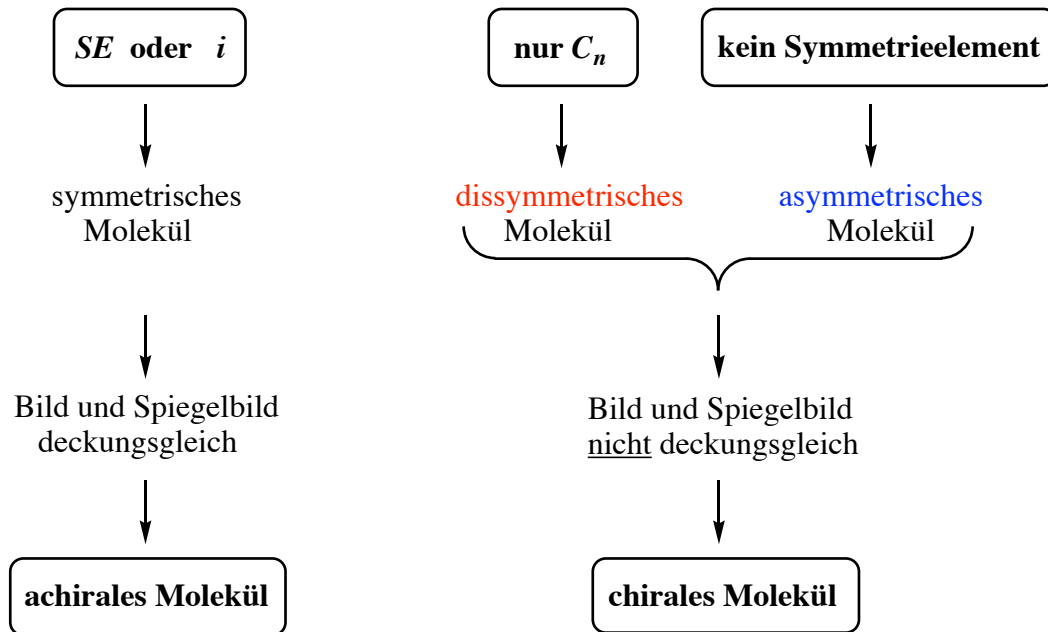 SE oder i
nur Cn
kein Symmetrieelement
symmetrisches
Molekül
dissymmetrisches
Molekül
asymmetrisches
Molekül
Bild und Spiegelbild
deckungsgleich
Bild und Spiegelbild
nicht deckungsgleich
achirales Molekül
chirales Molekül